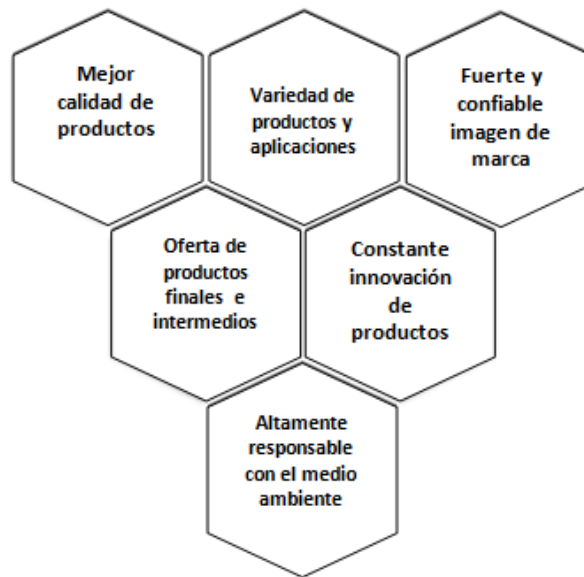 Mejor
calidad de
productos
Variedad de
productos y
aplicaciones
Fuerte y
confiable
imagen de
marca
Oferta de
productos
finales e
intermedios
Constante
innovación
de
productos
Altamente
responsable
con el medio
ambiente